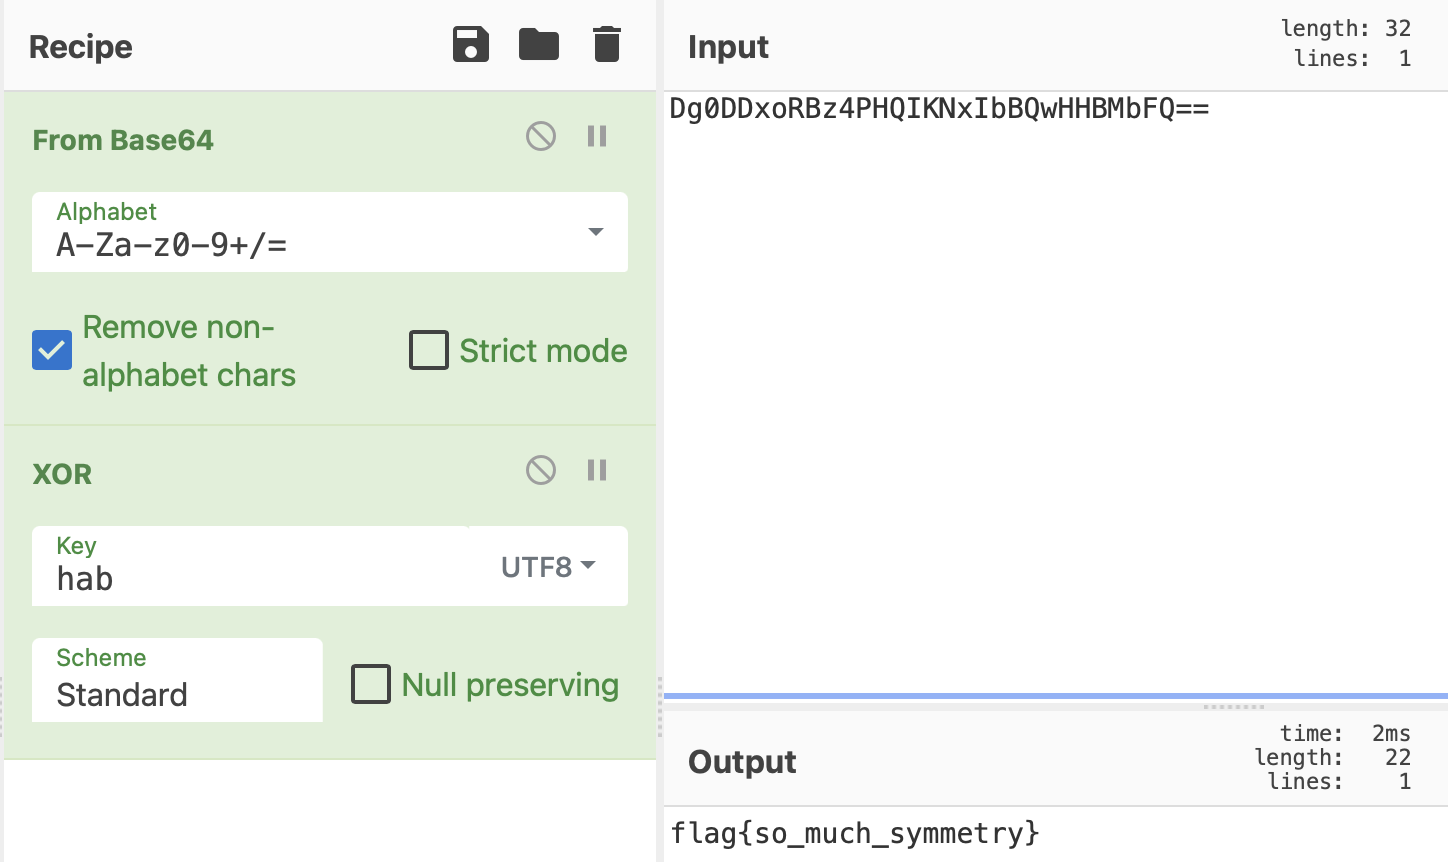 Recipe
From Base64
Alphabet
A-Za-z0-9+/=
Remove non-
alphabet chars
Strict mode
XOR
Key
hab
UTF8
Scheme
Standard
Null preserving
Input
length: 32
lines: 1
Dg0DDxoRBz4PHQIKNxIbBQwHHBMbFQ==
Output
time: 2ms
length: 22
lines: 1
flag{so_much_symmetry}